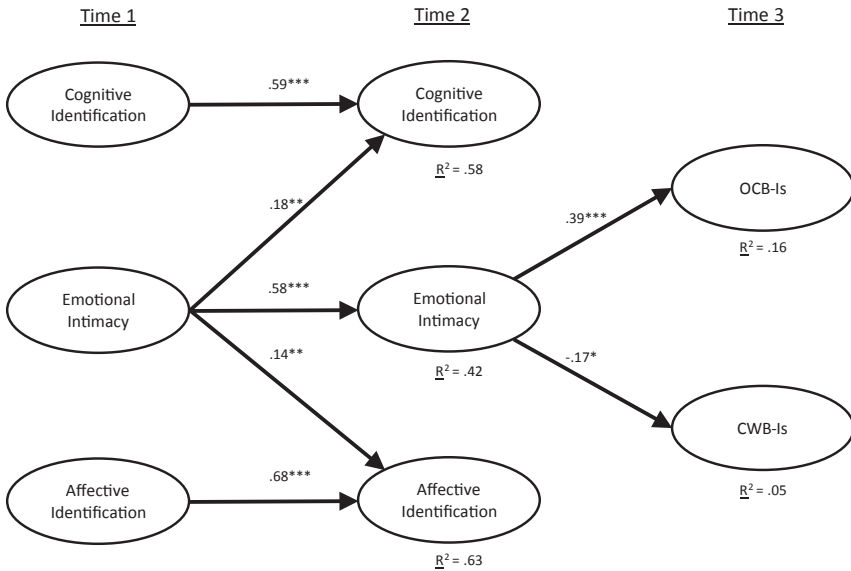 Time 1
Time 2
Time 3
Cognitive
Identification
.59***
Cognitive
Identification
R² = .58
.18**
OCB-Is
R² = .16
.39***
Emotional
Intimacy
.58***
Emotional
Intimacy
R² = .42
.14**
-.17*
CWB-Is
R² = .05
Affective
Identification
.68***
Affective
Identification
R² = .63